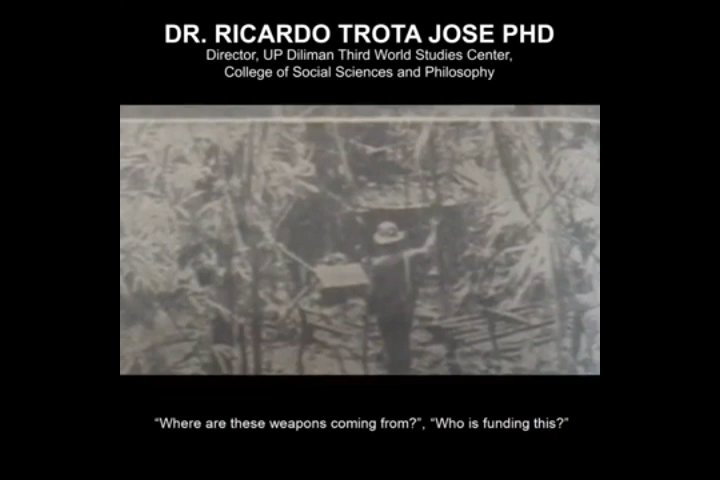 DR. RICARDO TROTA JOSE PHD
Director, UP Diliman Third World Studies Center,
College of Social Sciences and Philosophy
“Where are these weapons coming from?”, “Who is funding this?”